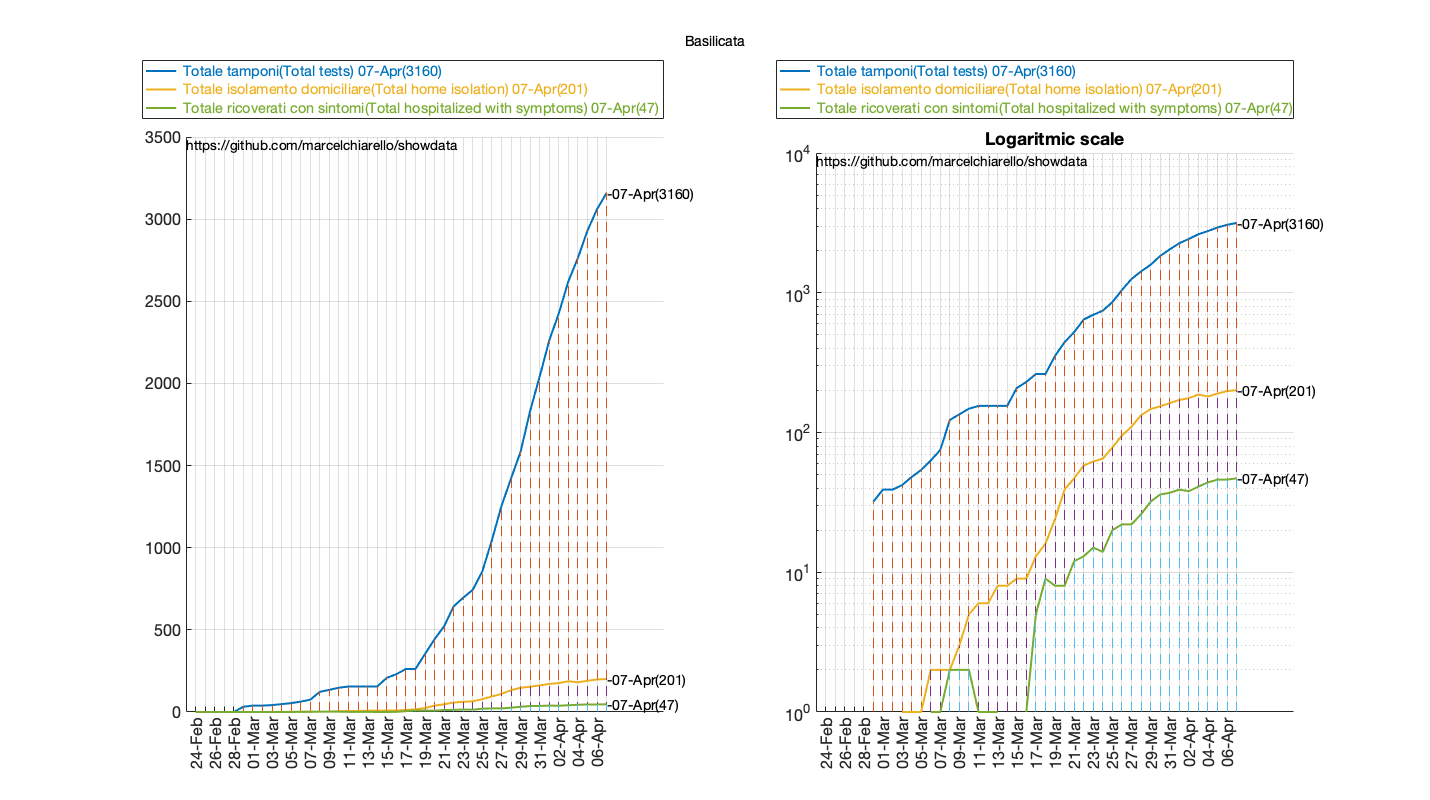 Basilicata
Totale tamponi(Total tests) 07-Apr(3160)
Totale isolamento domiciliare(Total home isolation) 07-Apr(201)
Totale ricoverati con sintomi(Total hospitalized with symptoms) 07-Apr(47)
3500
https://github.com/marcelchiarello/showdata
-07-Apr(3160)
3000
2500
2000
1500
1000
500
-07-Apr(201)
-07-Apr(47)
0
24-Feb
26-Feb
28-Feb
01-Mar
03-Mar
05-Mar
07-Mar
09-Mar
11-Mar
13-Mar
15-Mar
17-Mar
19-Mar
21-Mar
23-Mar
25-Mar
27-Mar
29-Mar
31-Mar
02-Apr
04-Apr
06-Apr
Totale tamponi(Total tests) 07-Apr(3160)
Totale isolamento domiciliare(Total home isolation) 07-Apr(201)
Totale ricoverati con sintomi(Total hospitalized with symptoms) 07-Apr(47)
Logaritmic scale
10^4
https://github.com/marcelchiarello/showdata
-07-Apr(3160)
10^3
-07-Apr(201)
10^2
-07-Apr(47)
10^1
10^0
24-Feb
26-Feb
28-Feb
01-Mar
03-Mar
05-Mar
07-Mar
09-Mar
11-Mar
13-Mar
15-Mar
17-Mar
19-Mar
21-Mar
23-Mar
25-Mar
27-Mar
29-Mar
31-Mar
02-Apr
04-Apr
06-Apr